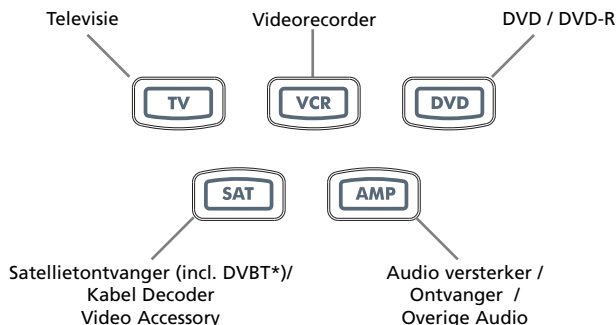 Televisie
Videorecorder
DVD / DVD-R
TV
VCR
DVD
SAT
AMP
Satellietontvanger (incl. DVBT*)/
Kabel Decoder
Video Accessory
Audio versterker /
Ontvanger /
Overige Audio